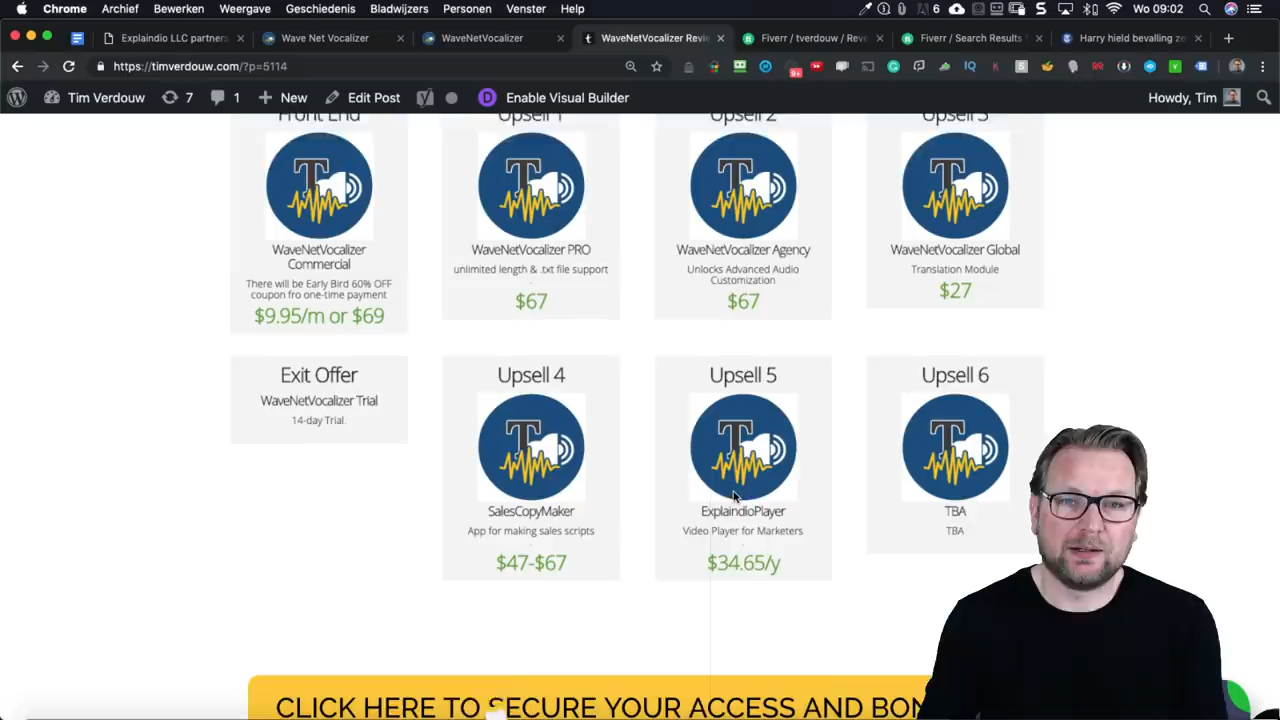 Chrome Archief Bewerken Weergave Geschiedenis Bladwijzers Personen Venster Help
6
Wo 09:02
Explaindio LLC partners
Wave Net Vocalizer
WaveNetVocalizer
WaveNetVocalizer Revie
Fiverr / tverdouw / Reve
Fiverr / Search Results
Harry hield bevalling ze
https://timverdouw.com/?p=5114
Tim Verdouw
7
1
New
Edit Post
Enable Visual Builder
Howdy, Tim
Front End
Upsell 1
Upsell 2
Upsell 3
WaveNetVocalizer
Commercial
There will be Early Bird 60% OFF
coupon fro one-time payment
$9.95/m or $69
WaveNetVocalizer PRO
unlimited length & .txt file support
$67
WaveNetVocalizer Agency
Unlocks Advanced Audio
Customization
$67
WaveNetVocalizer Global
Translation Module
$27
Exit Offer
WaveNetVocalizer Trial
14-day Trial.
Upsell 4
SalesCopyMaker
App for making sales scripts
$47-$67
Upsell 5
ExplaindioPlayer
Video Player for Marketers
$34.65/y
Upsell 6
TBA
TBA
CLICK HERE TO SECURE YOUR ACCESS AND BON